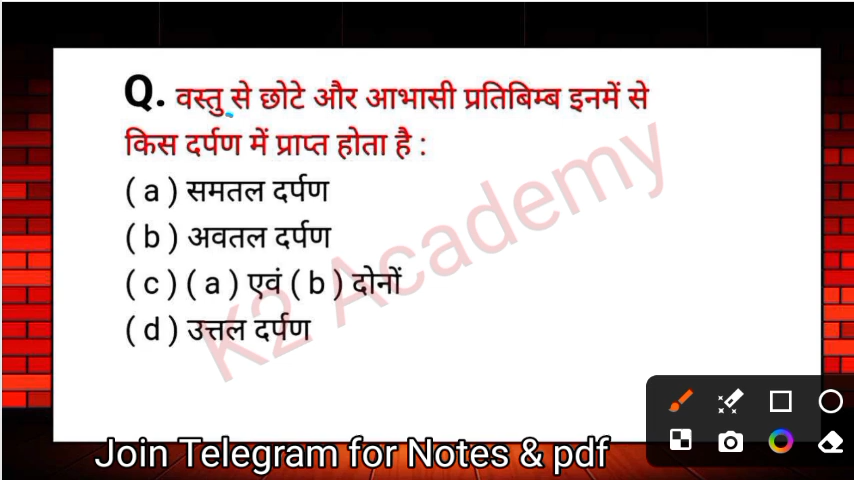 Q. वस्तु से छोटे और आभासी प्रतिबिम्ब इनमें से
किस दर्पण में प्राप्त होता है :
( a ) समतल दर्पण
( b ) अवतल दर्पण
( c ) ( a ) एवं ( b ) दोनों
( d ) उत्तल दर्पण
K2 Academy
Join Telegram for Notes & pdf